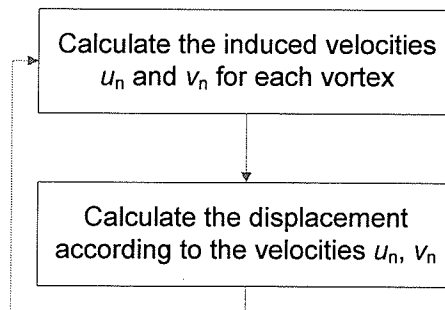 Calculate the induced velocities
uₙ and vₙ for each vortex
Calculate the displacement
according to the velocities uₙ, vₙ